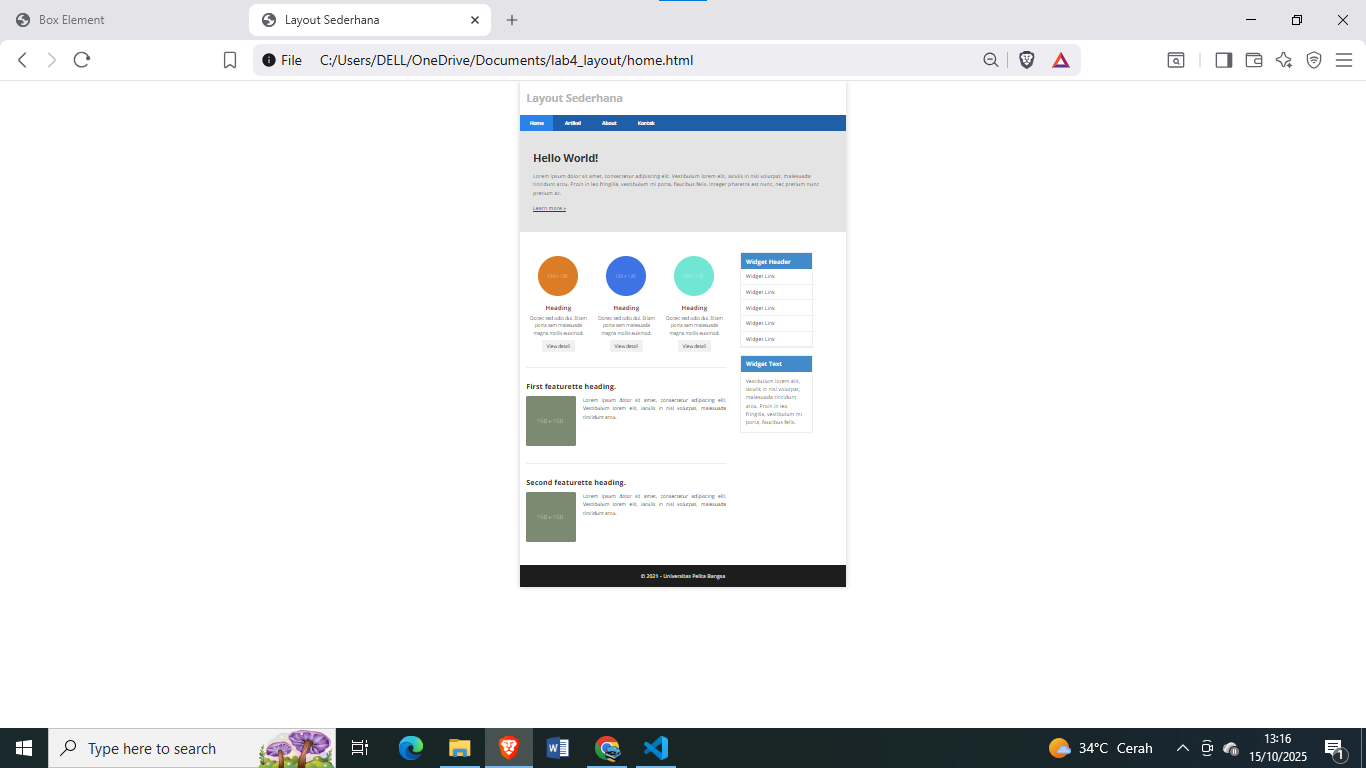 Box Element
Layout Sederhana
File C:/Users/DELL/OneDrive/Documents/lab4_layout/home.html
Layout Sederhana
Home Artikel About Kontak
Hello World!
Lorem ipsum dolor sit amet, consectetur adipiscing elit. Vestibulum lorem elit, iaculis in nisl volutpat, malesuada
tincidunt arcu. Proin in leo fringilla, vestibulum mi porta, faucibus felis. Integer pharetra est nunc, nec pretium nunc
pretium ac.
Learn more »
Heading
Donec sed odio dui. Etiam
porta sem malesuada
magna mollis euismod.
View detail
Heading
Donec sed odio dui. Etiam
porta sem malesuada
magna mollis euismod.
View detail
Heading
Donec sed odio dui. Etiam
porta sem malesuada
magna mollis euismod.
View detail
First featurette heading.
Lorem ipsum dolor sit amet, consectetur adipiscing elit.
Vestibulum lorem elit, iaculis in nisl volutpat, malesuada
tincidunt arcu.
Second featurette heading.
Lorem ipsum dolor sit amet, consectetur adipiscing elit.
Vestibulum lorem elit, iaculis in nisl volutpat, malesuada
tincidunt arcu.
Widget Header
Widget Link
Widget Link
Widget Link
Widget Link
Widget Link
Widget Text
Vestibulum lorem elit,
iaculis in nisl volutpat,
malesuada tincidunt
arcu. Proin in leo
fringilla, vestibulum mi
porta, faucibus felis.
© 2021 - Universitas Pelita Bangsa
Type here to search
34°C Cerah
13:16
15/10/2025
1